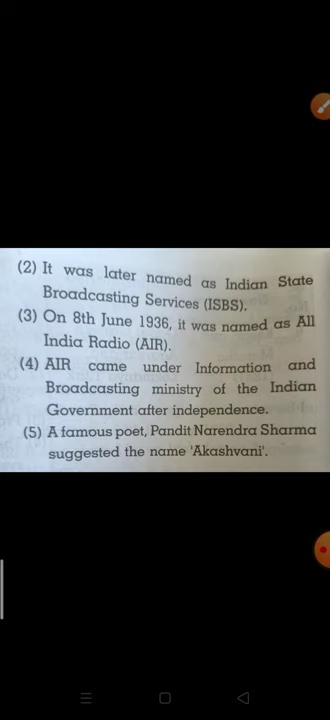 (2) It was later named as Indian State
Broadcasting Services (ISBS).
(3) On 8th June 1936, it was named as All
India Radio (AIR).
(4) AIR came under Information and
Broadcasting ministry of the Indian
Government after independence.
(5) A famous poet, Pandit Narendra Sharma
suggested the name 'Akashvani'.